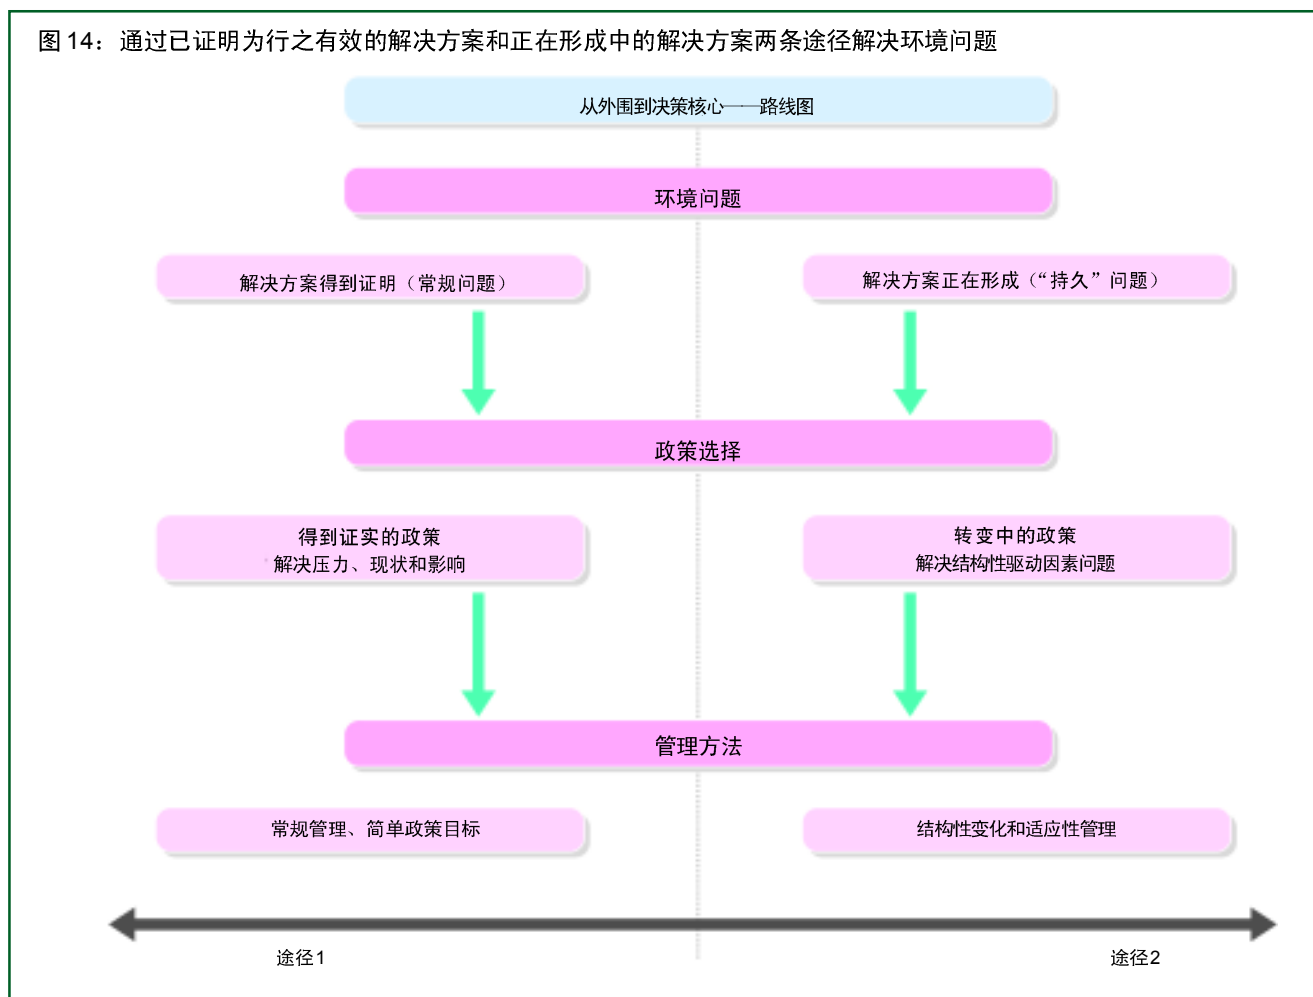 图 14：通过已证明为行之有效的解决方案和正在形成中的解决方案两条途径解决环境问题
从外围到决策核心——路线图
环境问题
解决方案得到证明（常规问题）
解决方案正在形成（“持久”问题）
政策选择
得到证实的政策
解决压力、现状和影响
转变中的政策
解决结构性驱动因素问题
管理方法
常规管理、简单政策目标
结构性变化和适应性管理
途径1
途径2